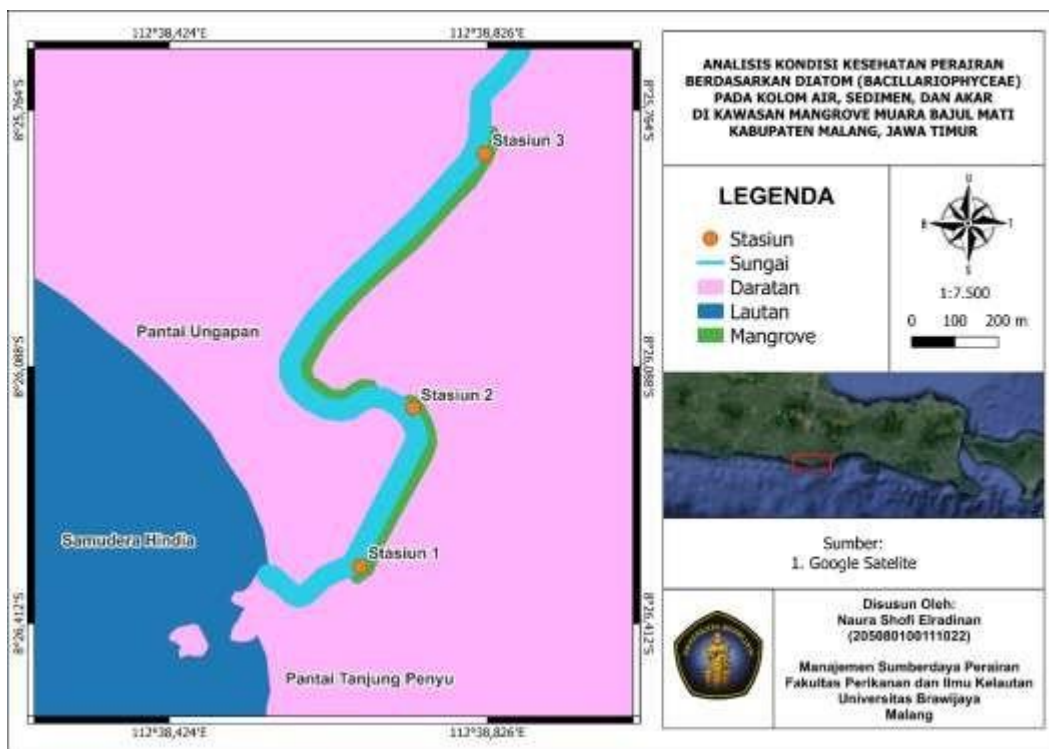 112°38,424'E
112°38,826'E
8°25,764'S
8°25,764'S
8°26,088'S
8°26,088'S
8°26,412'S
8°26,412'S
112°38,424'E
112°38,826'E
Stasiun 3
Pantai Ungapan
Stasiun 2
Samudera Hindia
Stasiun 1
Pantai Tanjung Penyu
ANALISIS KONDISI KESEHATAN PERAIRAN
BERDASARKAN DIATOM (BACILLARIOPHYCEAE)
PADA KOLOM AIR, SEDIMEN, DAN AKAR
DI KAWASAN MANGROVE MUARA BAJUL MATI
KABUPATEN MALANG, JAWA TIMUR
LEGENDA
Stasiun
Sungai
Daratan
Lautan
Mangrove
U
B
T
S
1:7.500
0 100 200 m
Sumber:
1. Google Satelite
Disusun Oleh:
Naura Shofi Elradinan
(205080100111022)
Manajemen Sumberdaya Perairan
Fakultas Perikanan dan Ilmu Kelautan
Universitas Brawijaya
Malang